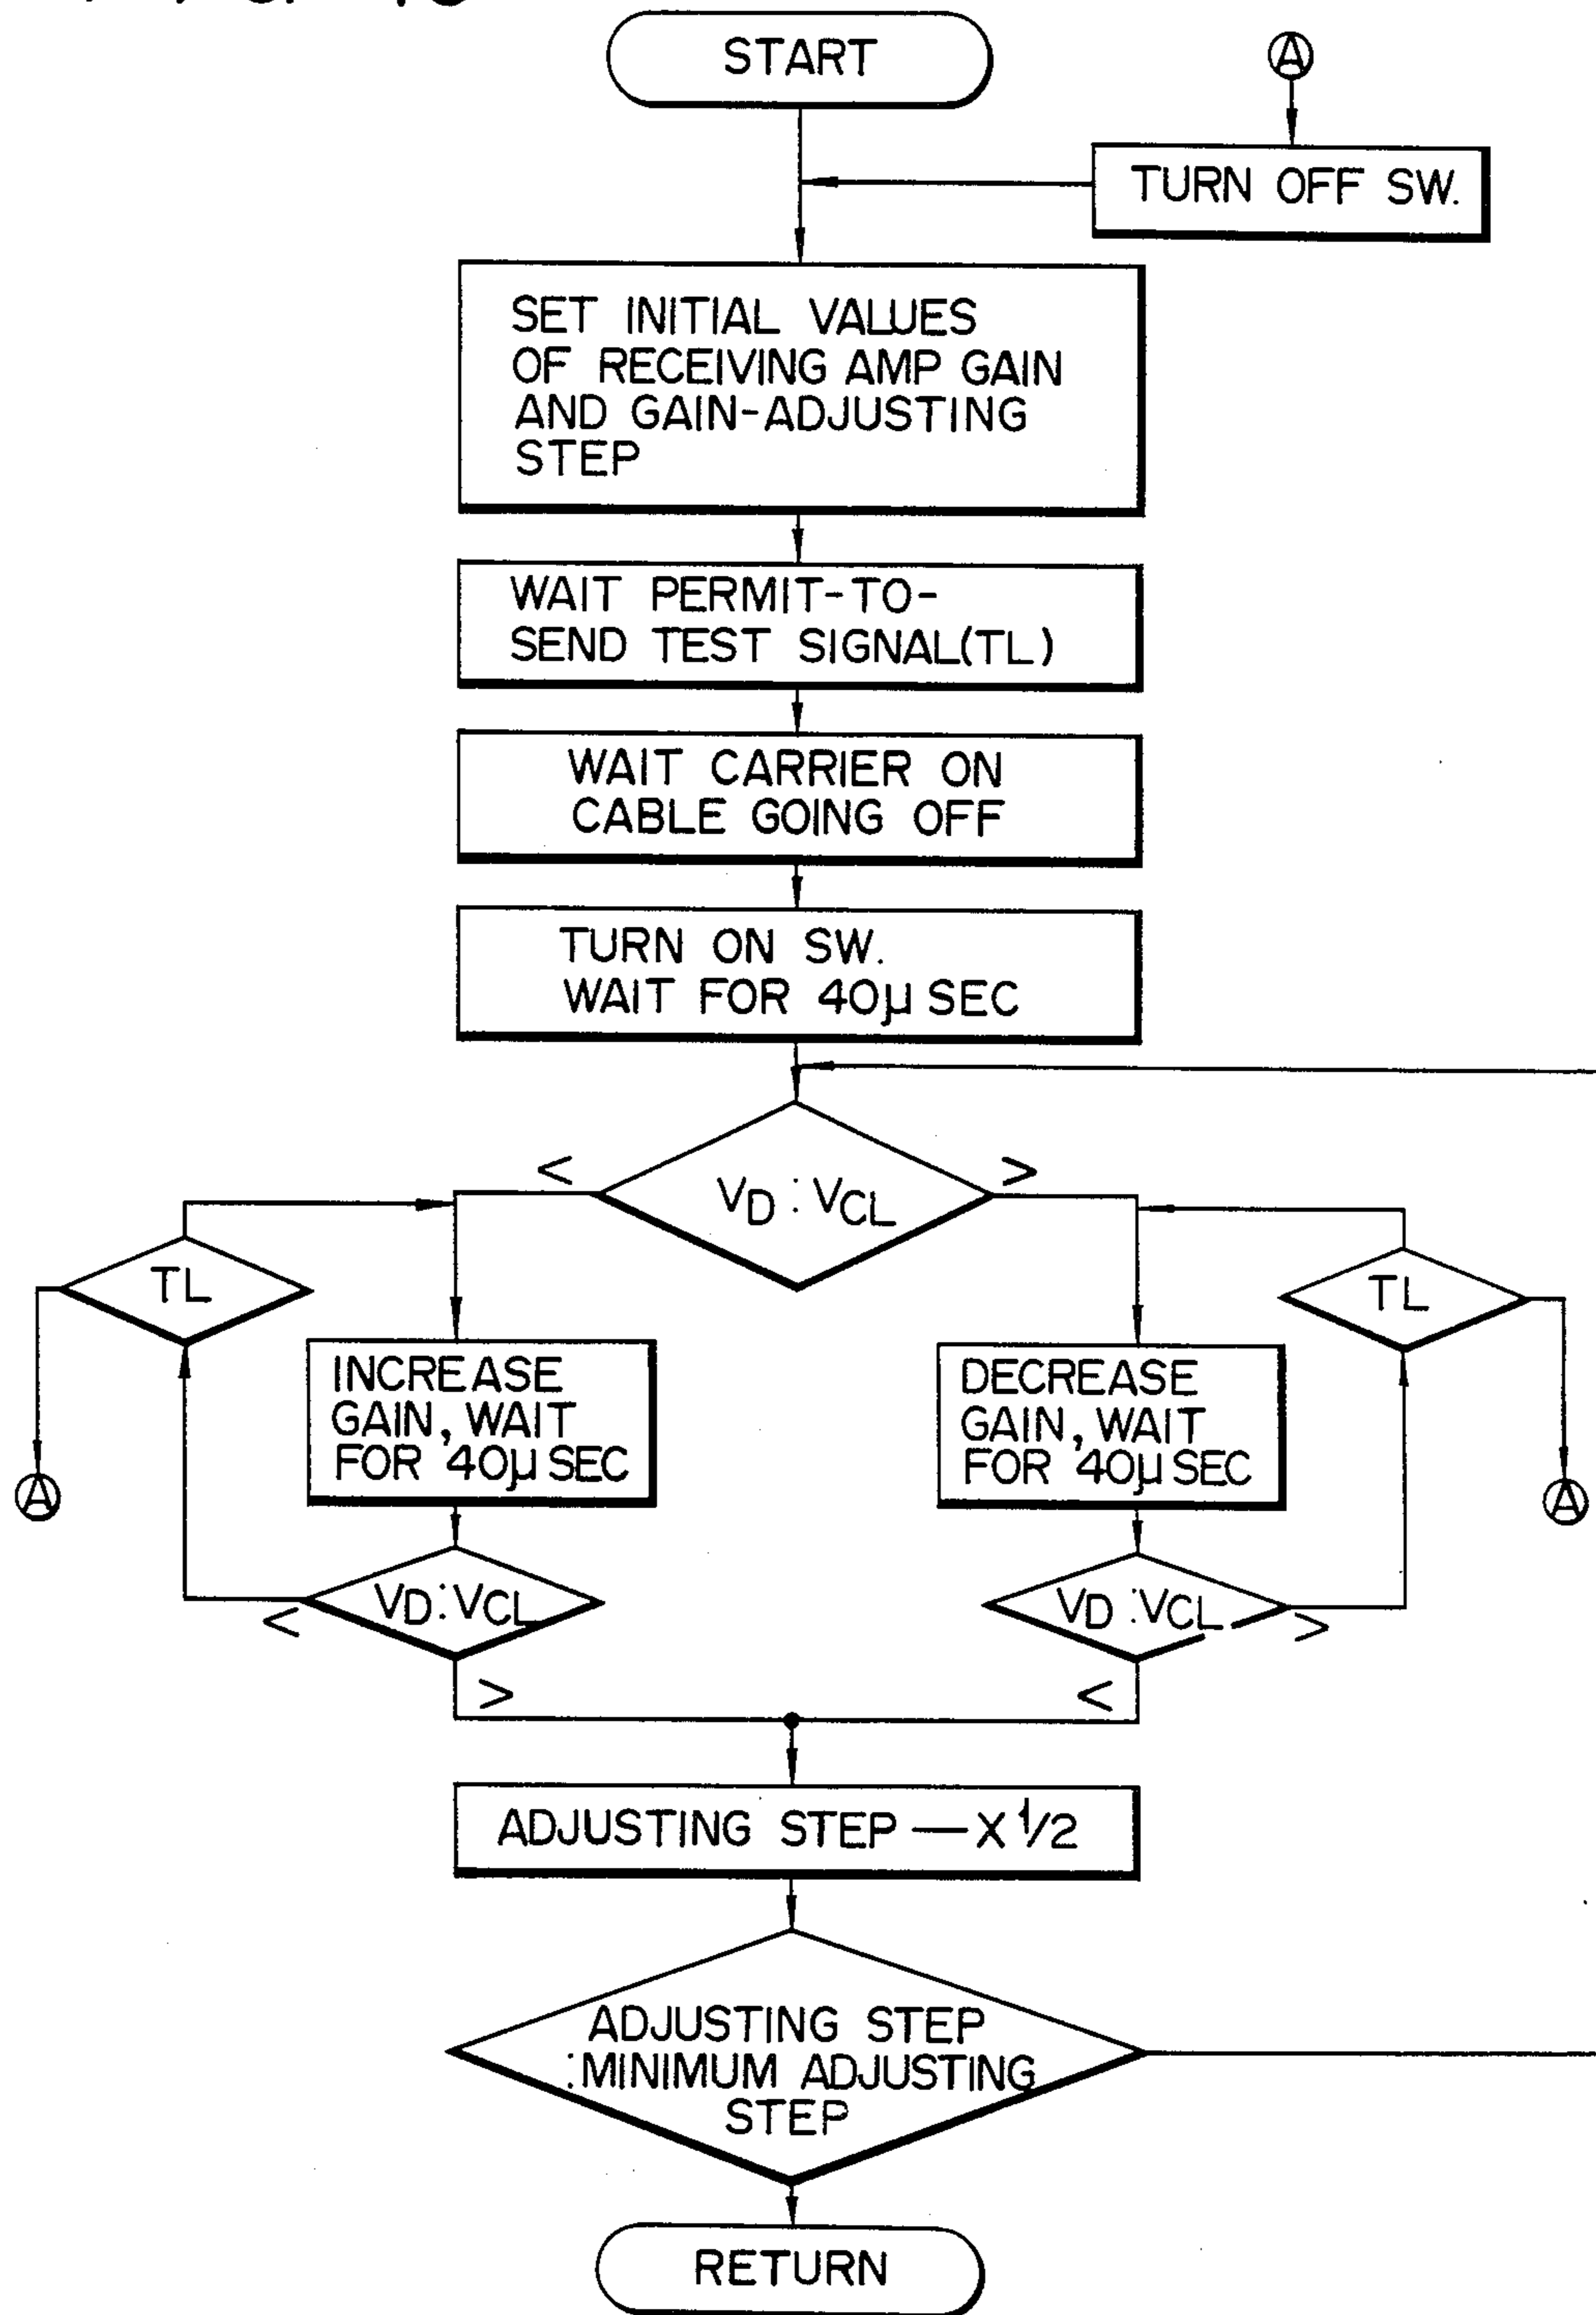 START
A
TURN OFF SW.
SET INITIAL VALUES
OF RECEIVING AMP GAIN
AND GAIN-ADJUSTING
STEP
WAIT PERMIT-TO-
SEND TEST SIGNAL(TL)
WAIT CARRIER ON
CABLE GOING OFF
TURN ON SW.
WAIT FOR 40μ SEC
< VD : VCL >
TL
TL
INCREASE
GAIN, WAIT
FOR 40μ SEC
DECREASE
GAIN, WAIT
FOR 40μ SEC
A
A
VD : VCL
<
>
VD : VCL
>
<
ADJUSTING STEP — X 1/2
ADJUSTING STEP
:MINIMUM ADJUSTING
STEP
RETURN